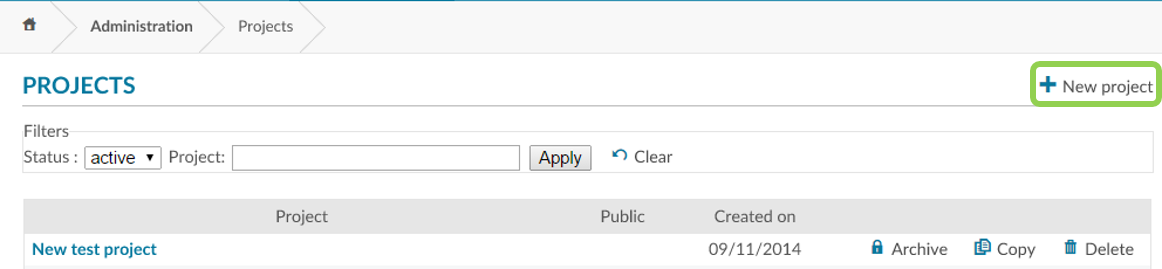 Administration Projects
PROJECTS
New project
Filters
Status : active Project: Apply Clear
Project Public Created on
New test project 09/11/2014 Archive Copy Delete